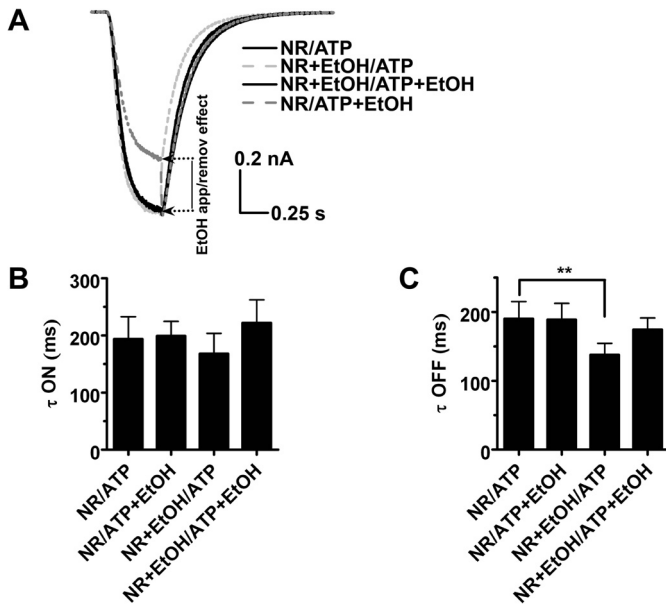 A
NR/ATP
NR+EtOH/ATP
NR+EtOH/ATP+EtOH
NR/ATP+EtOH
EtOH app/remov effect
0.2 nA
0.25 s
B
τ ON (ms)
300
200
100
0
NR/ATP
NR/ATP+EtOH
NR+EtOH/ATP
NR+EtOH/ATP+EtOH
C
τ OFF (ms)
200
100
0
**
NR/ATP
NR/ATP+EtOH
NR+EtOH/ATP
NR+EtOH/ATP+EtOH